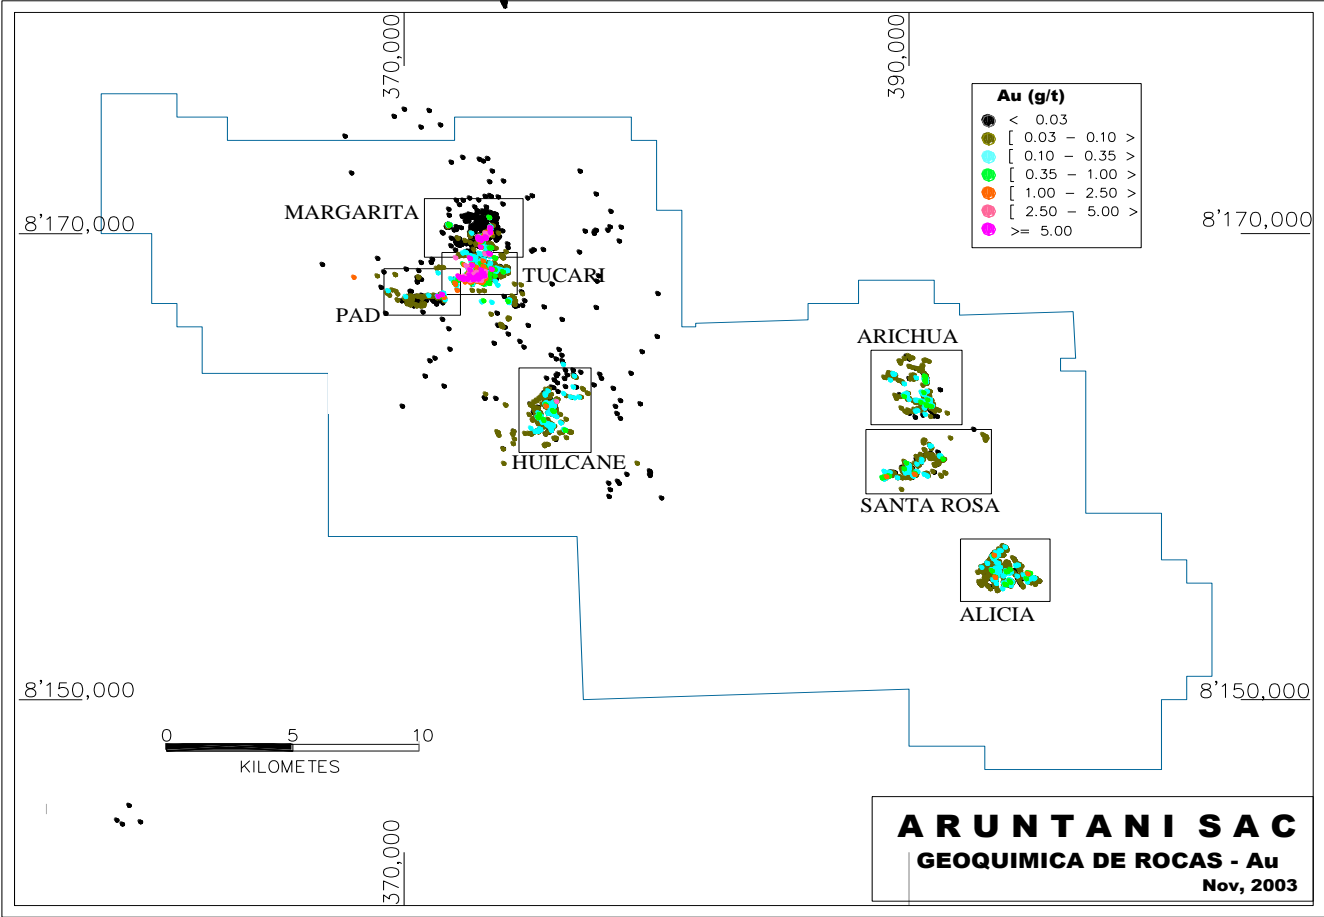 370,000
390,000
Au (g/t)
< 0.03
[ 0.03 - 0.10 >
[ 0.10 - 0.35 >
[ 0.35 - 1.00 >
[ 1.00 - 2.50 >
[ 2.50 - 5.00 >
>= 5.00
MARGARITA
8'170,000
8'170,000
TUCARI
PAD
ARICHUA
HUILCANE
SANTA ROSA
ALICIA
8'150,000
8'150,000
0 5 10
KILOMETES
370,000
ARUNTANI SAC
GEOQUIMICA DE ROCAS - Au
Nov, 2003